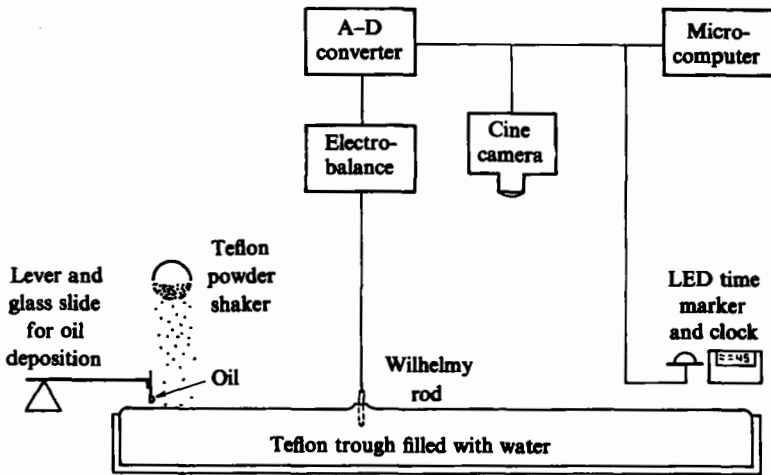 A–D
converter
Micro-
computer
Electro-
balance
Cine
camera
Teflon
powder
shaker
Lever and
glass slide
for oil
deposition
LED time
marker
and clock
Oil
Wilhelmy
rod
Teflon trough filled with water